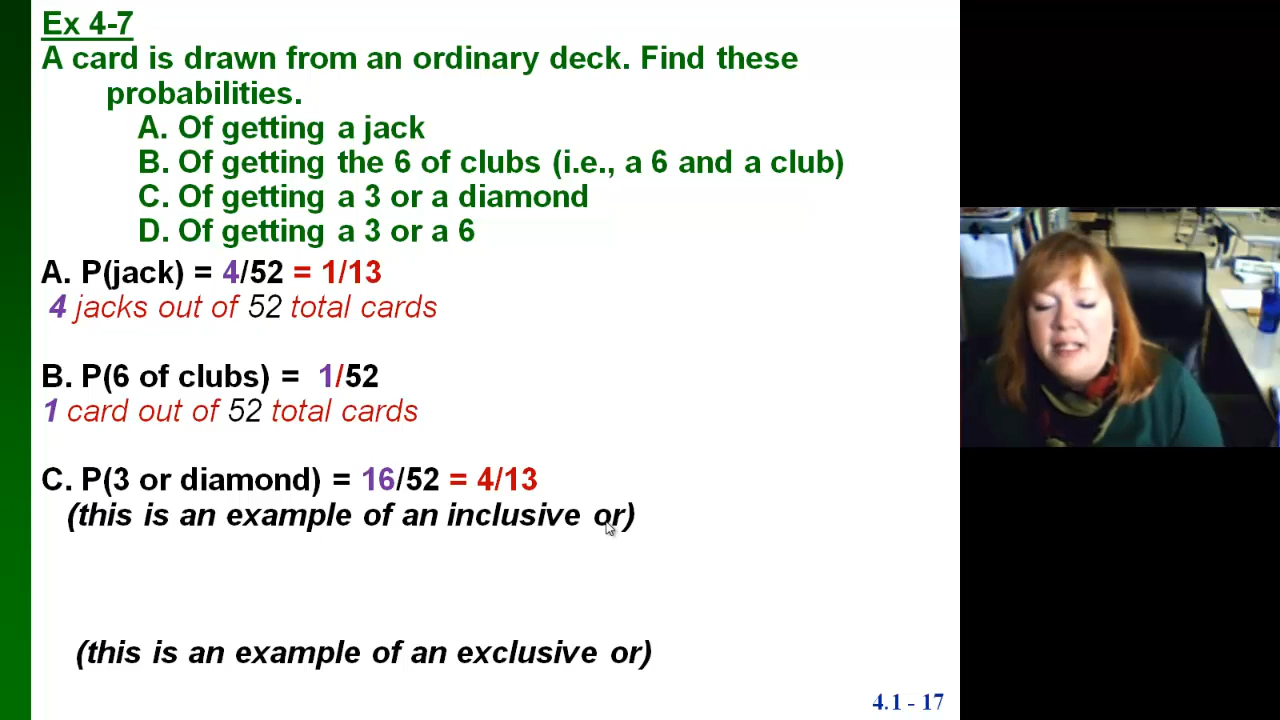 Ex 4-7
A card is drawn from an ordinary deck. Find these
probabilities.
A. Of getting a jack
B. Of getting the 6 of clubs (i.e., a 6 and a club)
C. Of getting a 3 or a diamond
D. Of getting a 3 or a 6
A. P(jack) = 4/52 = 1/13
4 jacks out of 52 total cards
B. P(6 of clubs) = 1/52
1 card out of 52 total cards
C. P(3 or diamond) = 16/52 = 4/13
(this is an example of an inclusive or)
(this is an example of an exclusive or)
4.1 - 17